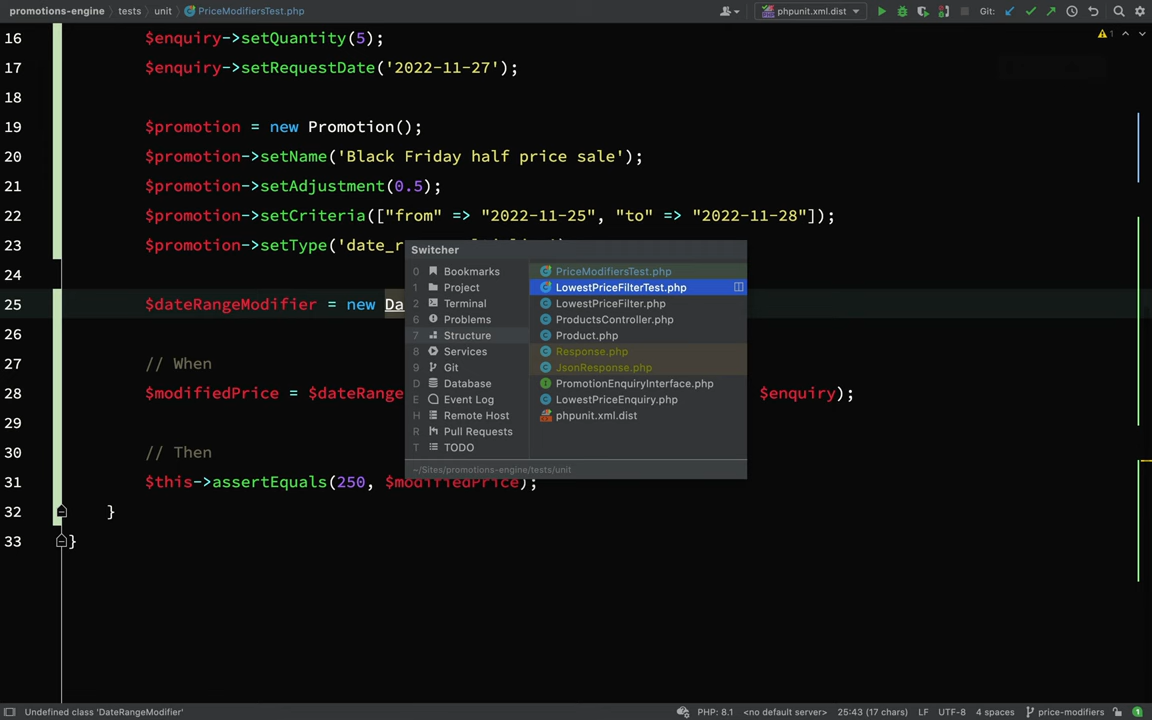 promotions-engine › tests › unit › PriceModifiersTest.php phpunit.xml.dist Git:
16 $enquiry->setQuantity(5); 1
17 $enquiry->setRequestDate('2022-11-27');
18
19 $promotion = new Promotion();
20 $promotion->setName('Black Friday half price sale');
21 $promotion->setAdjustment(0.5);
22 $promotion->setCriteria(["from" => "2022-11-25", "to" => "2022-11-28"]);
23 $promotion->setType('date_r
24
25 $dateRangeModifier = new Da
26
27 // When
28 $modifiedPrice = $dateRange $enquiry);
29
30 // Then
31 $this->assertEquals(250, $modifiedPrice);
32 }
33 }
Switcher
0 Bookmarks PriceModifiersTest.php
1 Project LowestPriceFilterTest.php
2 Terminal LowestPriceFilter.php
6 Problems ProductsController.php
7 Structure Product.php
8 Services Response.php
9 Git JsonResponse.php
D Database PromotionEnquiryInterface.php
E Event Log LowestPriceEnquiry.php
H Remote Host phpunit.xml.dist
R Pull Requests
T TODO
~/Sites/promotions-engine/tests/unit
Undefined class 'DateRangeModifier' PHP: 8.1 <no default server> 25:43 (17 chars) LF UTF-8 4 spaces price-modifiers 1